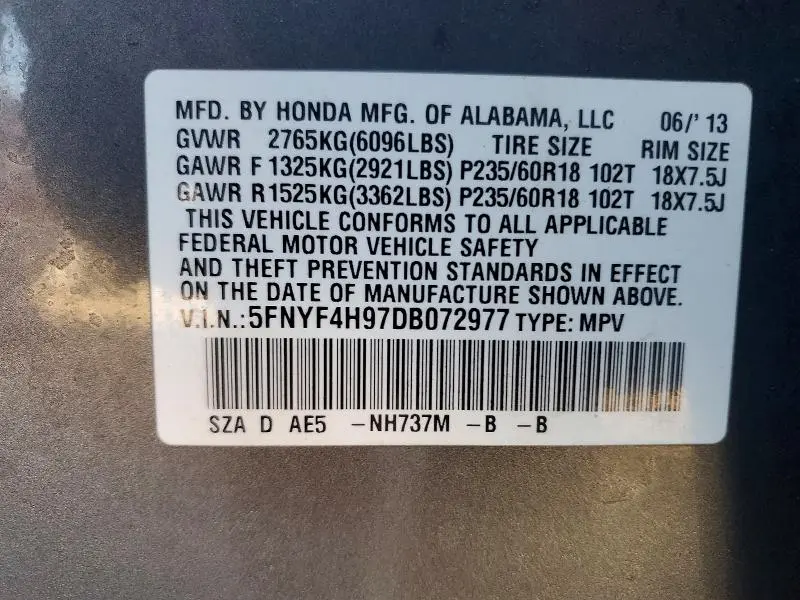 MFD. BY HONDA MFG. OF ALABAMA, LLC 06/'13
GVWR 2765KG(6096LBS) TIRE SIZE RIM SIZE
GAWR F 1325KG(2921LBS) P235/60R18 102T 18X7.5J
GAWR R 1525KG(3362LBS) P235/60R18 102T 18X7.5J
THIS VEHICLE CONFORMS TO ALL APPLICABLE
FEDERAL MOTOR VEHICLE SAFETY
AND THEFT PREVENTION STANDARDS IN EFFECT
ON THE DATE OF MANUFACTURE SHOWN ABOVE.
V.I.N.:5FNYF4H97DB072977 TYPE: MPV
SZA D AE5 -NH737M -B -B